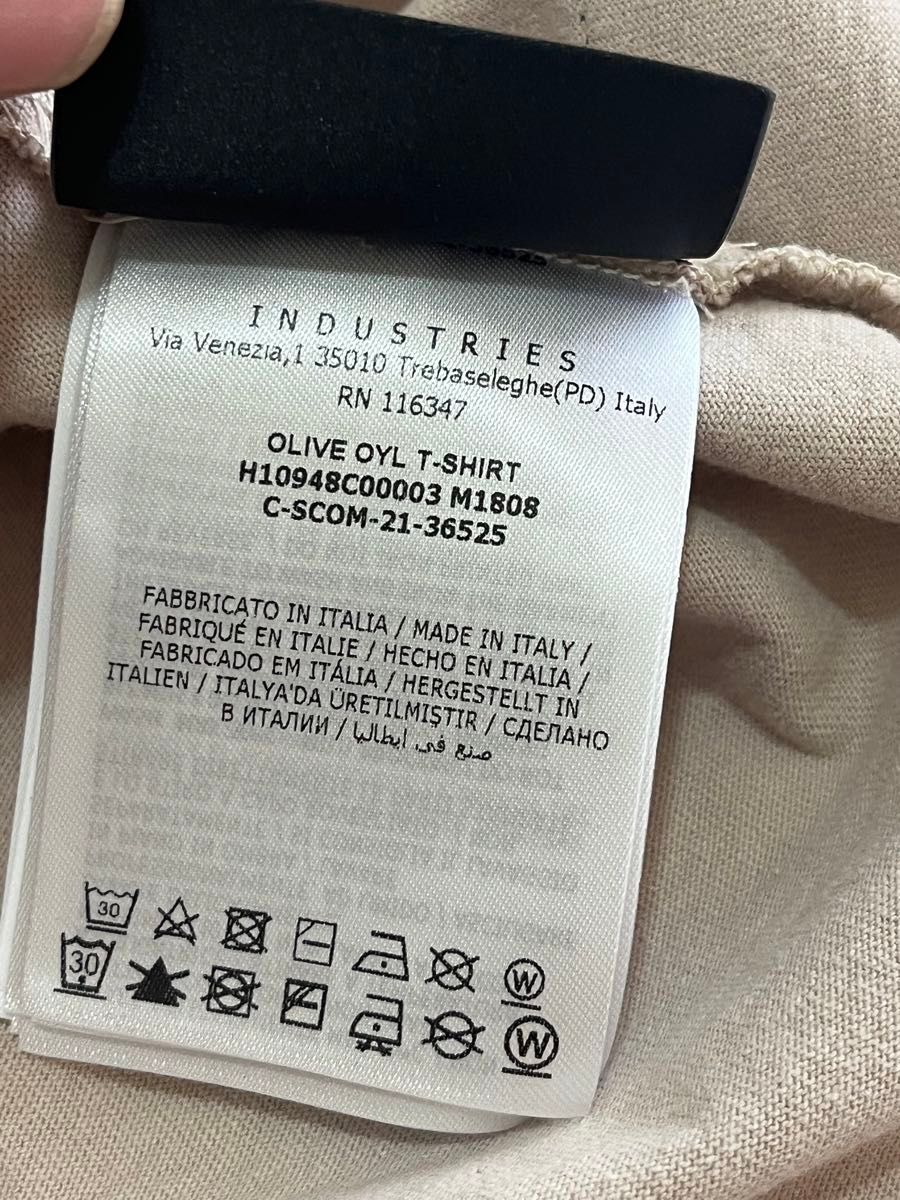 INDUSTRIES
Via Venezia,1 35010 Trebaseleghe(PD) Italy
RN 116347
OLIVE OYL T-SHIRT
H10948C00003 M1808
C-SCOM-21-36525
FABBRICATO IN ITALIA / MADE IN ITALY /
FABRIQUÉ EN ITALIE / HECHO EN ITALIA /
FABRICADO EM ITÁLIA / HERGESTELLT IN
ITALIEN / ITALYA'DA ÜRETILMIŞTIR / СДЕЛАНО
В ИТАЛИИ / صنع في ايطاليا
30
W
30
W